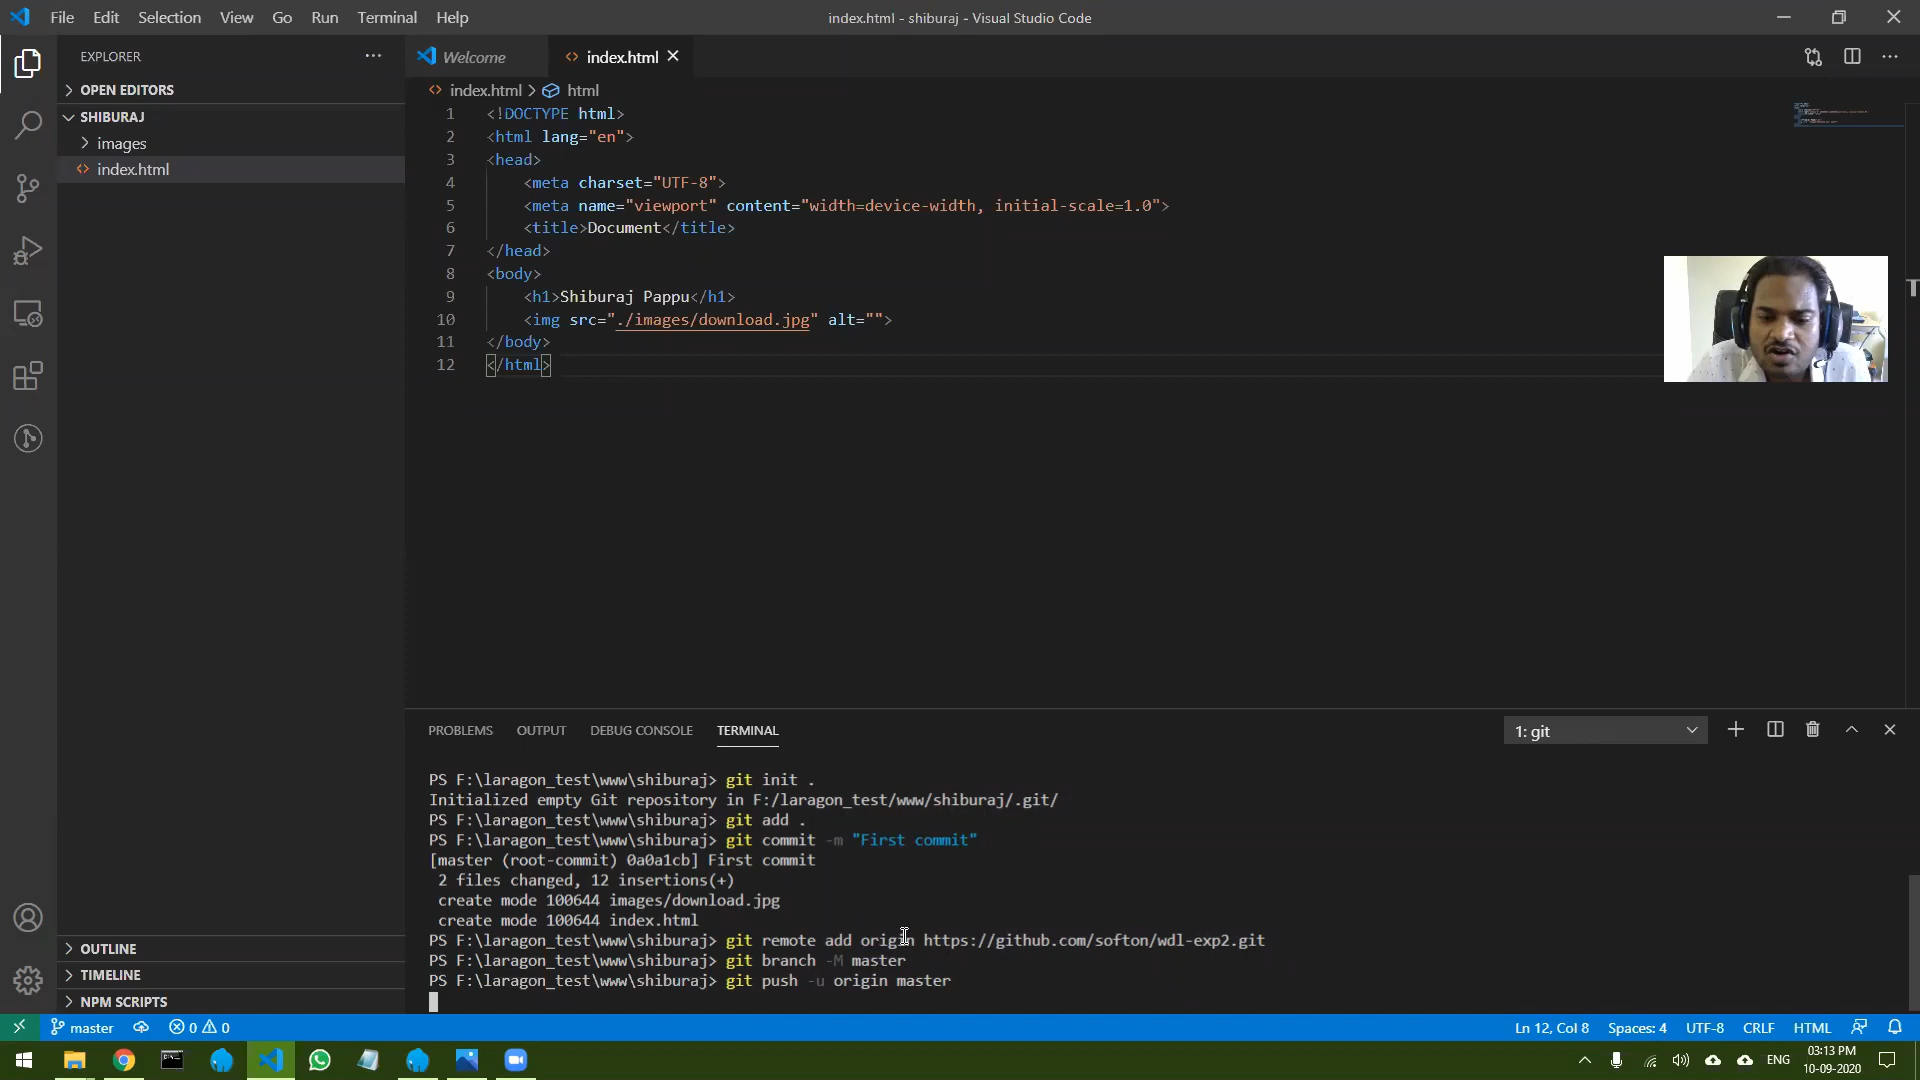 File Edit Selection View Go Run Terminal Help
index.html - shiburaj - Visual Studio Code
EXPLORER
OPEN EDITORS
SHIBURAJ
images
index.html
OUTLINE
TIMELINE
NPM SCRIPTS
Welcome
index.html
index.html > html
1 <!DOCTYPE html>
2 <html lang="en">
3 <head>
4 <meta charset="UTF-8">
5 <meta name="viewport" content="width=device-width, initial-scale=1.0">
6 <title>Document</title>
7 </head>
8 <body>
9 <h1>Shiburaj Pappu</h1>
10 <img src="./images/download.jpg" alt="">
11 </body>
12 </html>
PROBLEMS OUTPUT DEBUG CONSOLE TERMINAL
1: git
PS F:\laragon_test\www\shiburaj> git init .
Initialized empty Git repository in F:/laragon_test/www/shiburaj/.git/
PS F:\laragon_test\www\shiburaj> git add .
PS F:\laragon_test\www\shiburaj> git commit -m "First commit"
[master (root-commit) 0a0a1cb] First commit
2 files changed, 12 insertions(+)
create mode 100644 images/download.jpg
create mode 100644 index.html
PS F:\laragon_test\www\shiburaj> git remote add origin https://github.com/softon/wdl-exp2.git
PS F:\laragon_test\www\shiburaj> git branch -M master
PS F:\laragon_test\www\shiburaj> git push -u origin master
master 0 0
Ln 12, Col 8 Spaces: 4 UTF-8 CRLF HTML
ENG
03:13 PM
10-09-2020